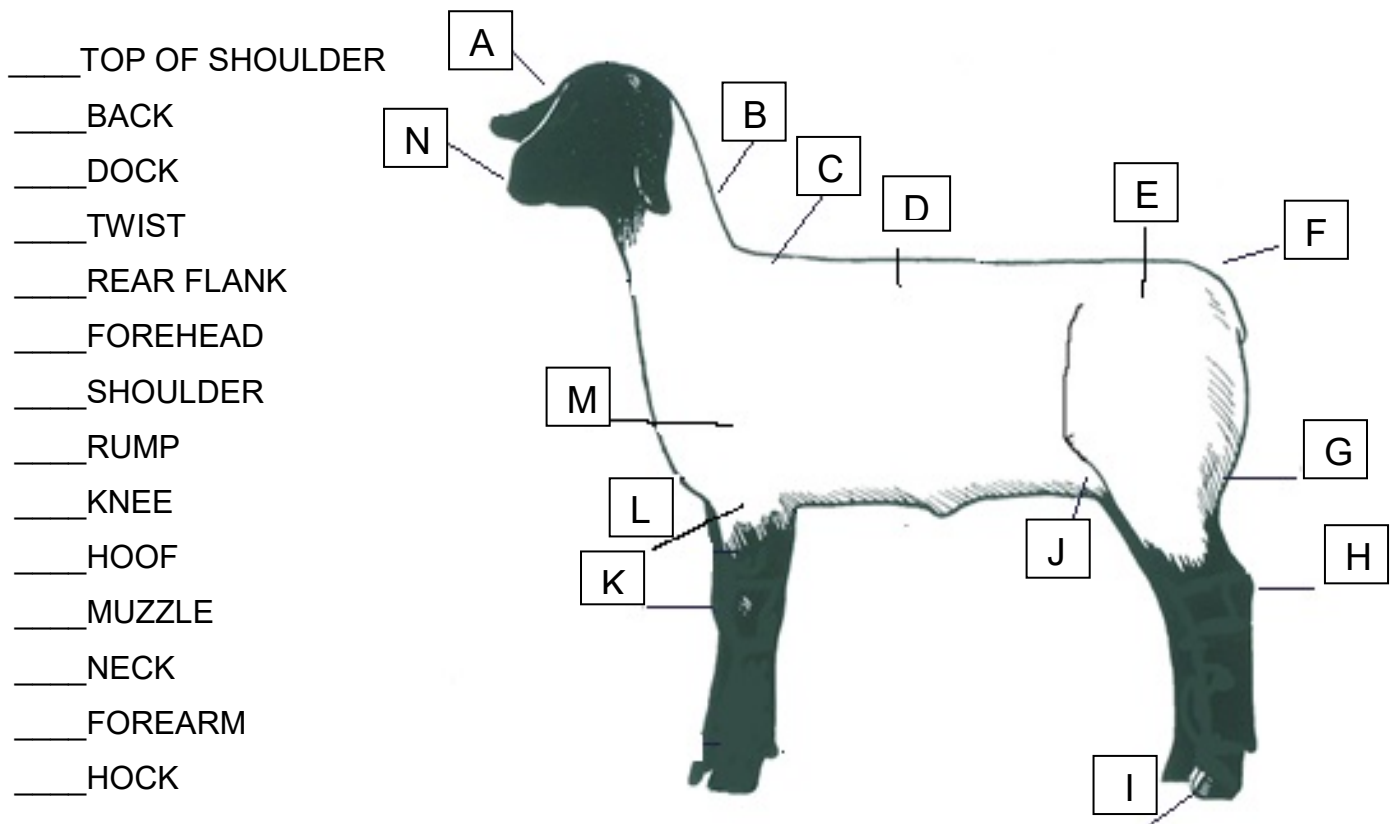 ____TOP OF SHOULDER
____BACK
____DOCK
____TWIST
____REAR FLANK
____FOREHEAD
____SHOULDER
____RUMP
____KNEE
____HOOF
____MUZZLE
____NECK
____FOREARM
____HOCK
A
B
N
C
D
E
F
M
G
L
J
H
K
I